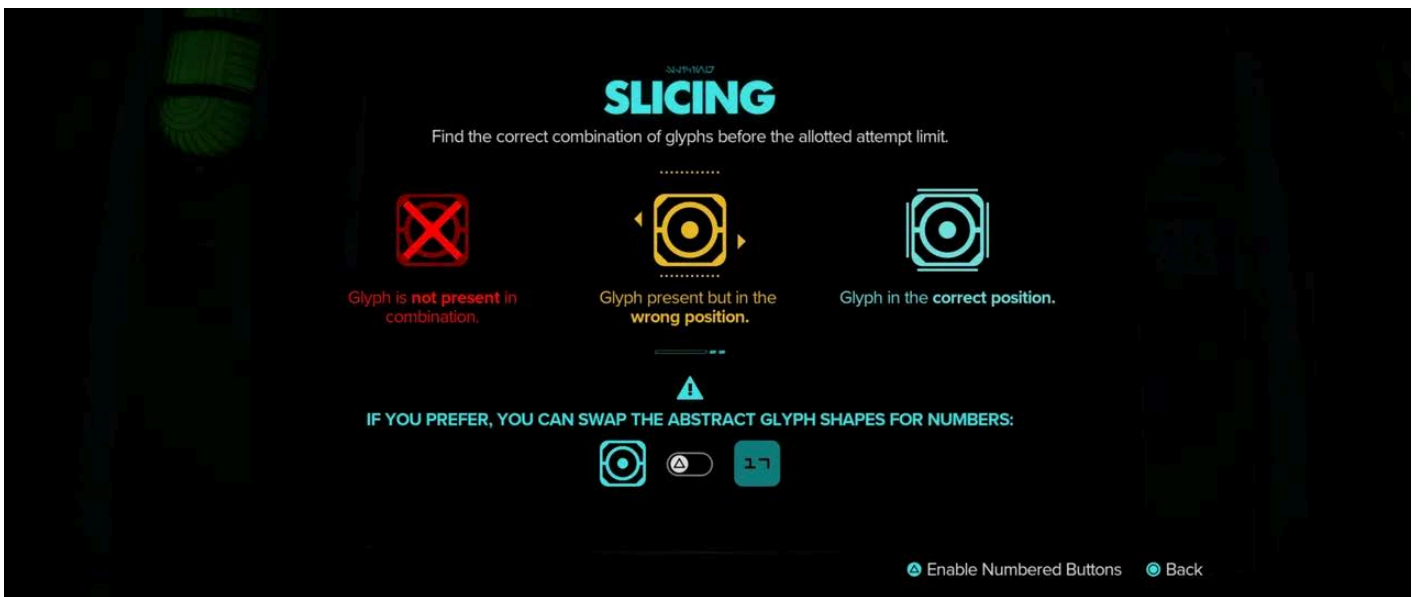 SLICING
Find the correct combination of glyphs before the allotted attempt limit.
Glyph is not present in
combination.
Glyph present but in the
wrong position.
Glyph in the correct position.
IF YOU PREFER, YOU CAN SWAP THE ABSTRACT GLYPH SHAPES FOR NUMBERS:
17
Enable Numbered Buttons
Back